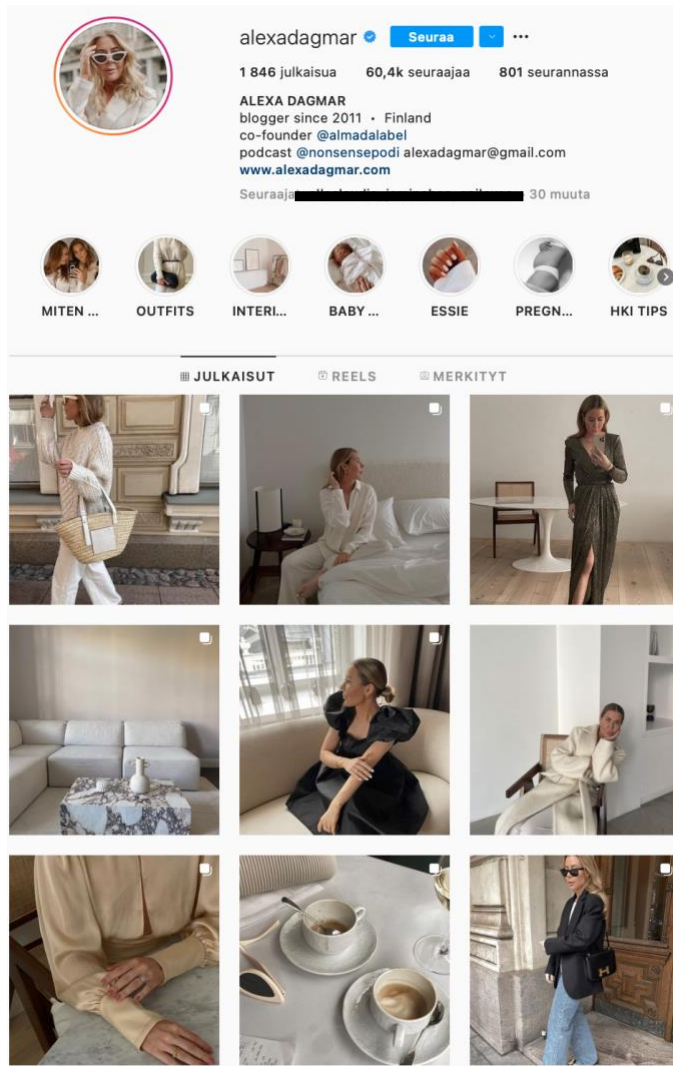 alexadagmar
Seuraa
1 846 julkaisua 60,4k seuraajaa 801 seurannassa
ALEXA DAGMAR
blogger since 2011 • Finland
co-founder @almadalabel
podcast @nonsensepodi alexadagmar@gmail.com
www.alexadagmar.com
Seuraaja 30 muuta
MITEN ... OUTFITS INTERI... BABY ... ESSIE PREGN... HKI TIPS
JULKAISUT REELS MERKITYT